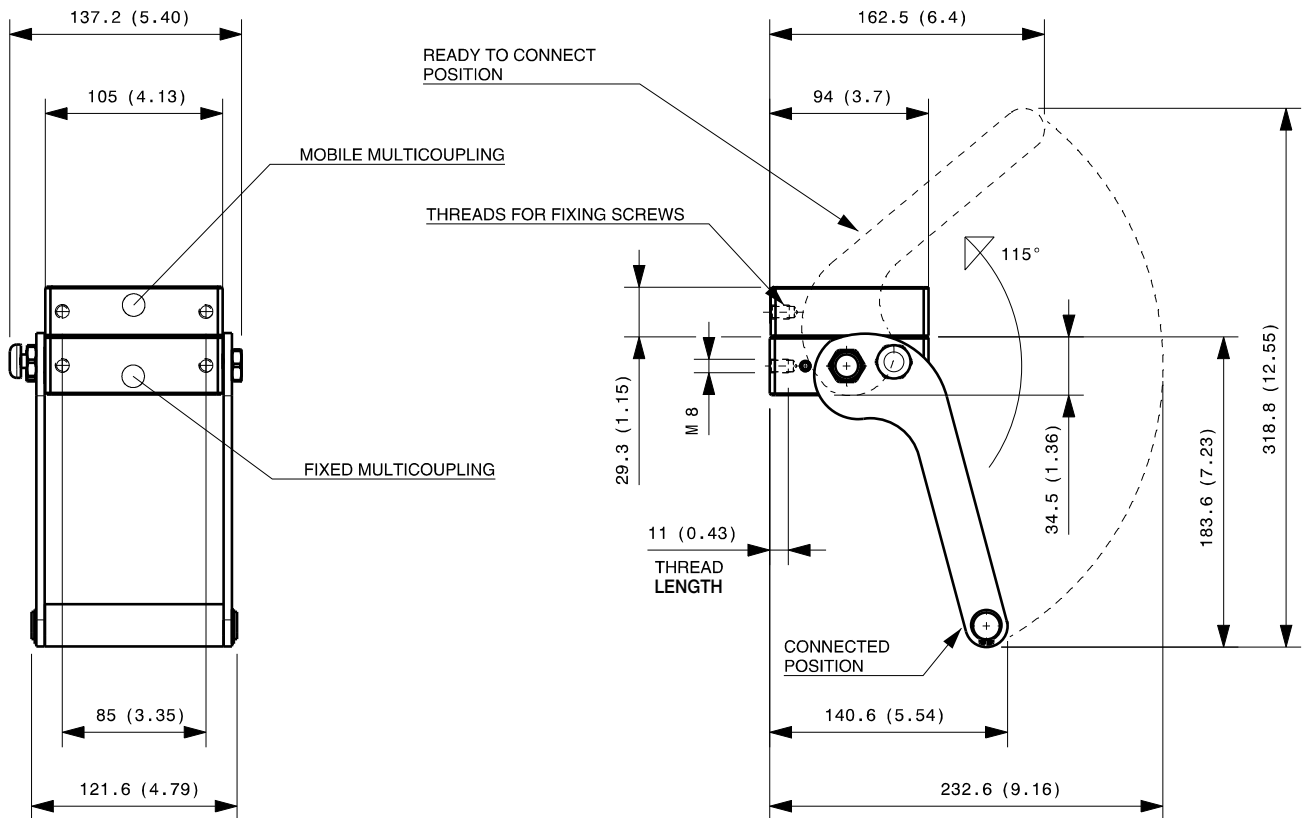 137.2 (5.40)
162.5 (6.4)
READY TO CONNECT
POSITION
105 (4.13)
94 (3.7)
MOBILE MULTICOUPLING
THREADS FOR FIXING SCREWS
115°
29.3 (1.15)
M 8
34.5 (1.36)
183.6 (7.23)
318.8 (12.55)
FIXED MULTICOUPLING
11 (0.43)
THREAD
LENGTH
CONNECTED
POSITION
85 (3.35)
140.6 (5.54)
121.6 (4.79)
232.6 (9.16)